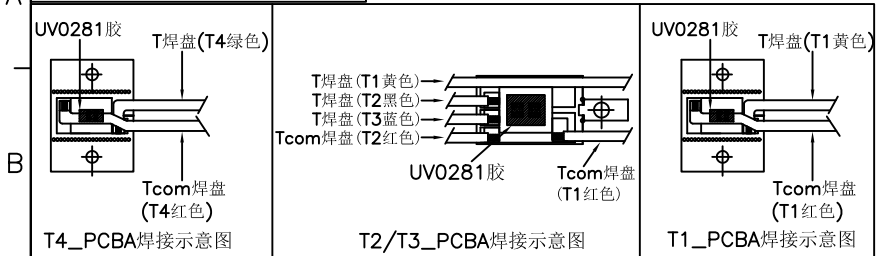 A
B
UV0281胶
T焊盘(T4绿色)
Tcom焊盘
(T4红色)
T4_PCBA焊接示意图
T焊盘(T1黄色)
T焊盘(T2黑色)
T焊盘(T3蓝色)
Tcom焊盘(T2红色)
UV0281胶
Tcom焊盘
(T1红色)
T2/T3_PCBA焊接示意图
UV0281胶
T焊盘(T1黄色)
Tcom焊盘
(T1红色)
T1_PCBA焊接示意图